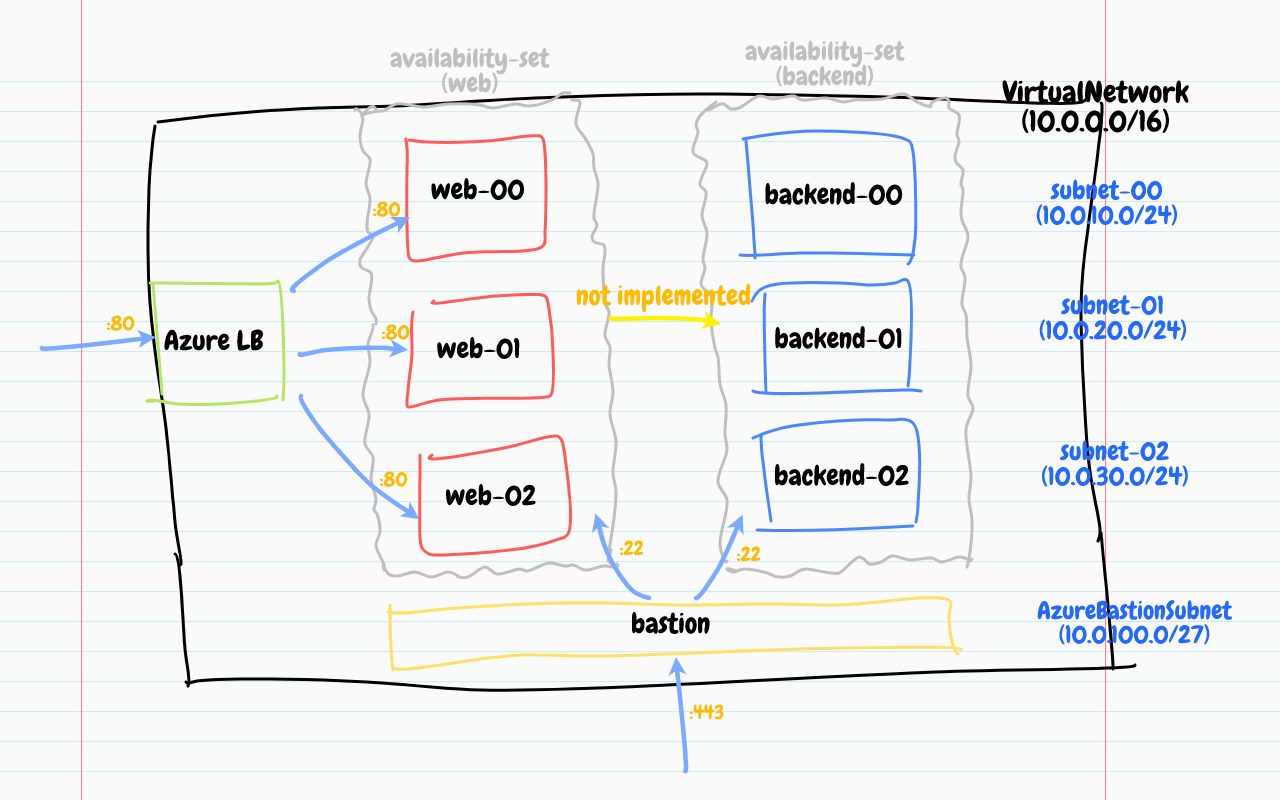 availability-set
(web)
availability-set
(backend)
VirtualNetwork
(10.0.0.0/16)
web-00
backend-00
subnet-00
(10.0.10.0/24)
:80
not implemented
subnet-01
(10.0.20.0/24)
:80
:80
Azure LB
web-01
backend-01
subnet-02
(10.0.30.0/24)
:80
web-02
backend-02
:22
:22
AzureBastionSubnet
(10.0.100.0/27)
bastion
:443